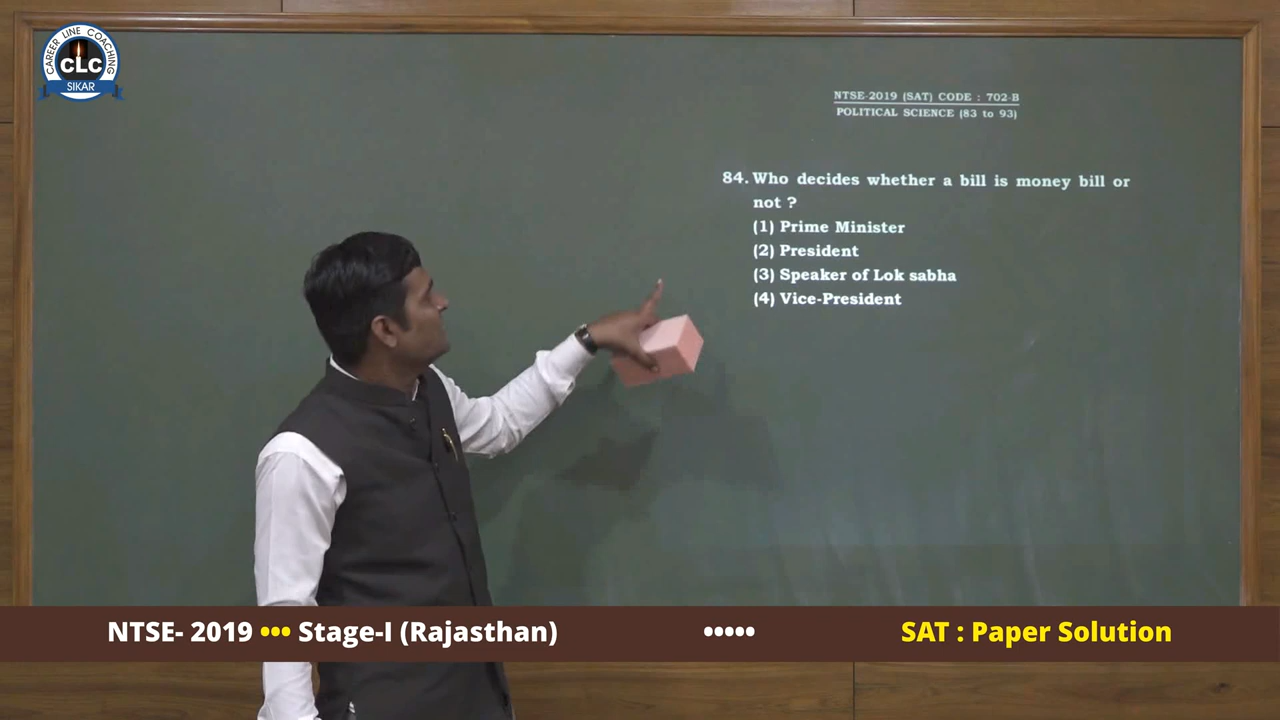 CAREER LINE COACHING
CLC
SIKAR
NTSE-2019 (SAT) CODE : 702-B
POLITICAL SCIENCE (83 to 93)
84. Who decides whether a bill is money bill or
not ?
(1) Prime Minister
(2) President
(3) Speaker of Lok sabha
(4) Vice-President
NTSE- 2019 ••• Stage-I (Rajasthan) ••••• SAT : Paper Solution